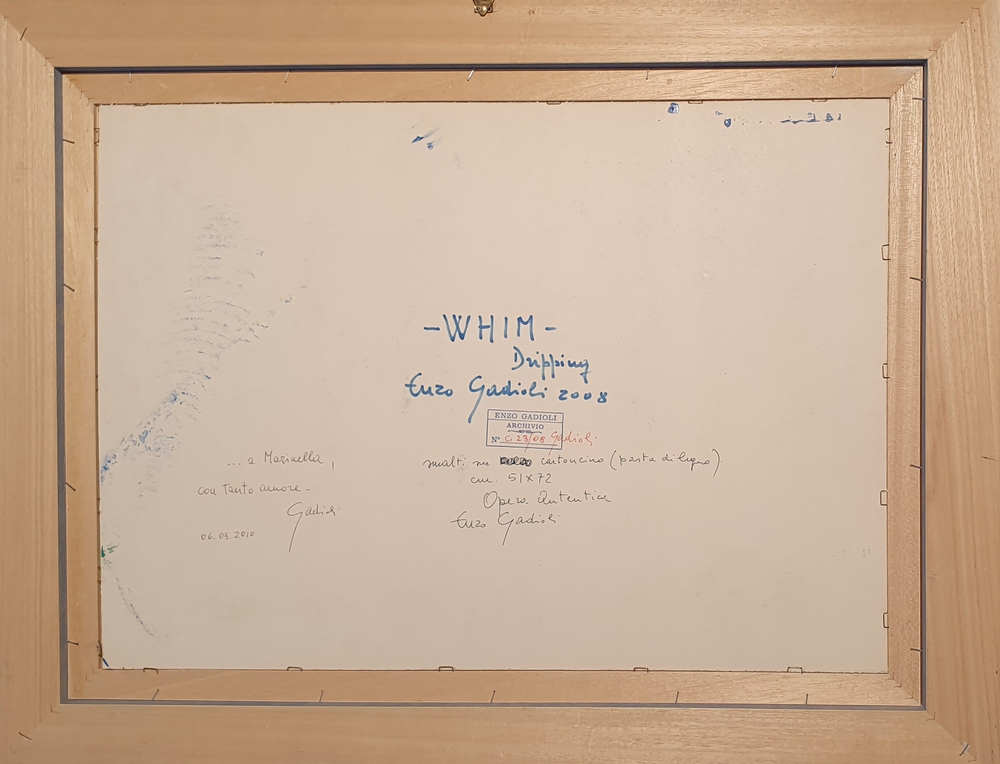 -WHIM-
Dripping
Enzo Gadioli 2008
ENZO GADIOLI
ARCHIVIO
N° C. 23/08 Gadioli
smalti su cartoncino (pasta di legno)
cm. 51x72
Opera Autentica
Enzo Gadioli
... a Marinella,
con tanto amore-
Gadioli
06.03.2010